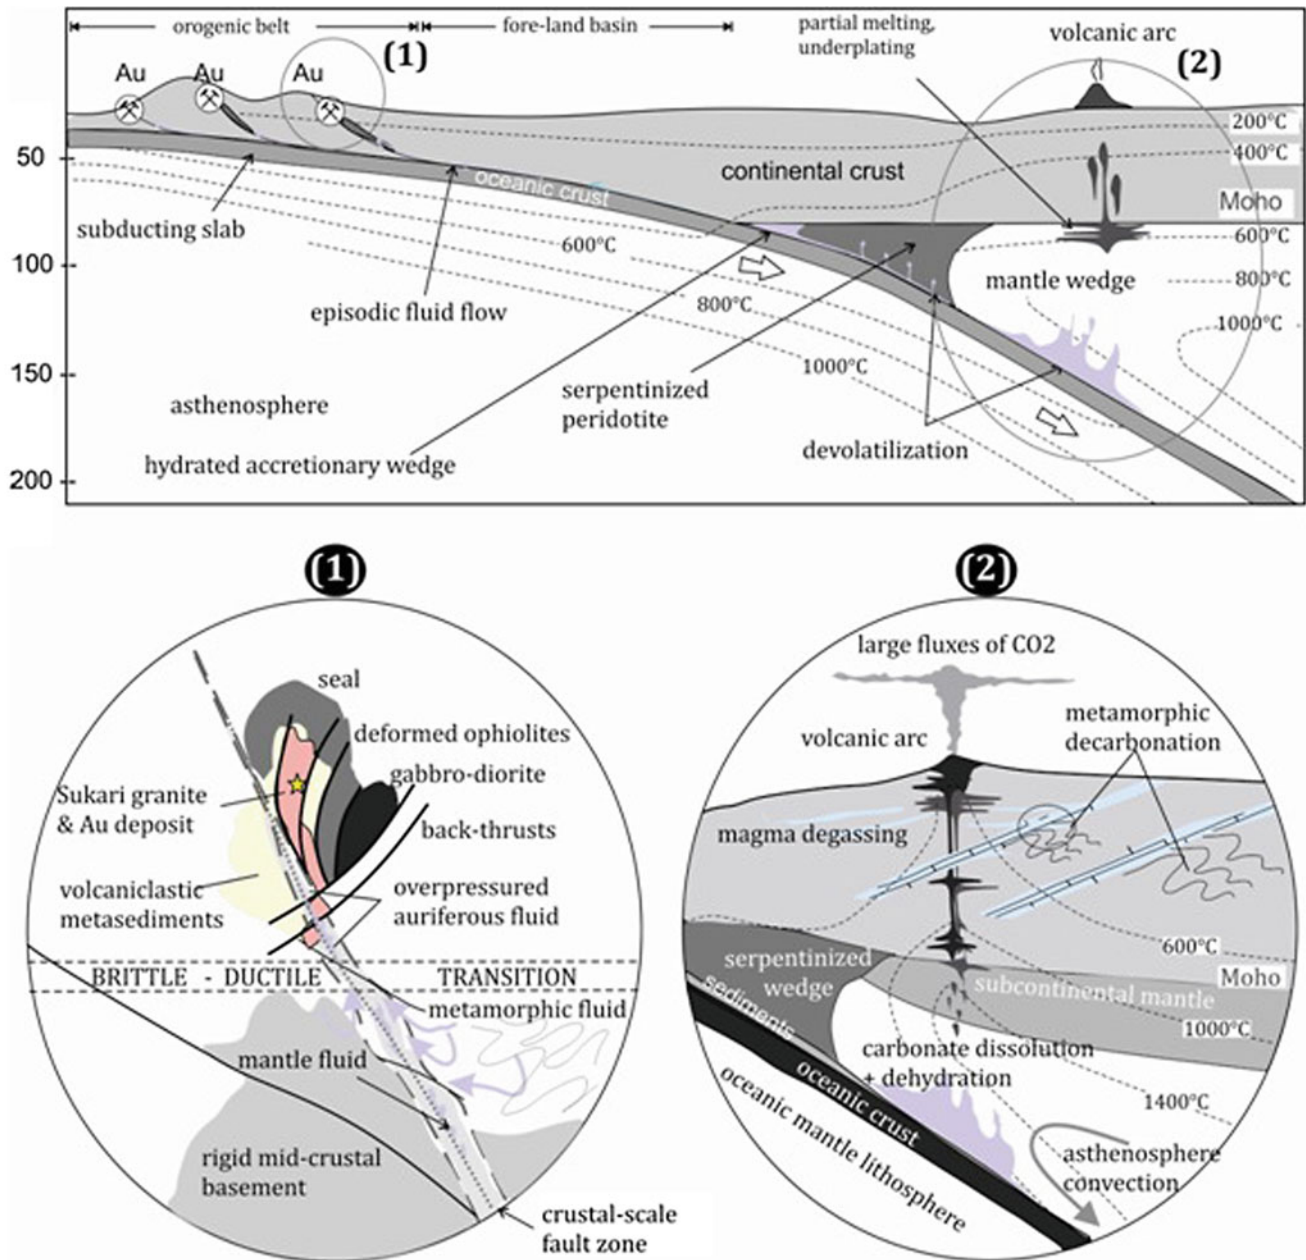 orogenic belt
fore-land basin
partial melting,
underplating
volcanic arc
(1)
(2)
Au
Au
Au
200°C
400°C
50
continental crust
oceanic crust
Moho
subducting slab
600°C
600°C
100
mantle wedge
800°C
episodic fluid flow
800°C
1000°C
150
1000°C
serpentinized
peridotite
asthenosphere
devolatilization
hydrated accretionary wedge
200
(1)
seal
deformed ophiolites
gabbro-diorite
Sukari granite
& Au deposit
back-thrusts
volcaniclastic
metasediments
overpressured
auriferous fluid
BRITTLE - DUCTILE TRANSITION
metamorphic fluid
mantle fluid
rigid mid-crustal
basement
crustal-scale
fault zone
(2)
large fluxes of CO2
metamorphic
decarbonation
volcanic arc
magma degassing
600°C
serpentinized
wedge
Moho
subcontinental mantle
sediments
1000°C
carbonate dissolution
+ dehydration
oceanic crust
1400°C
oceanic mantle lithosphere
asthenosphere
convection